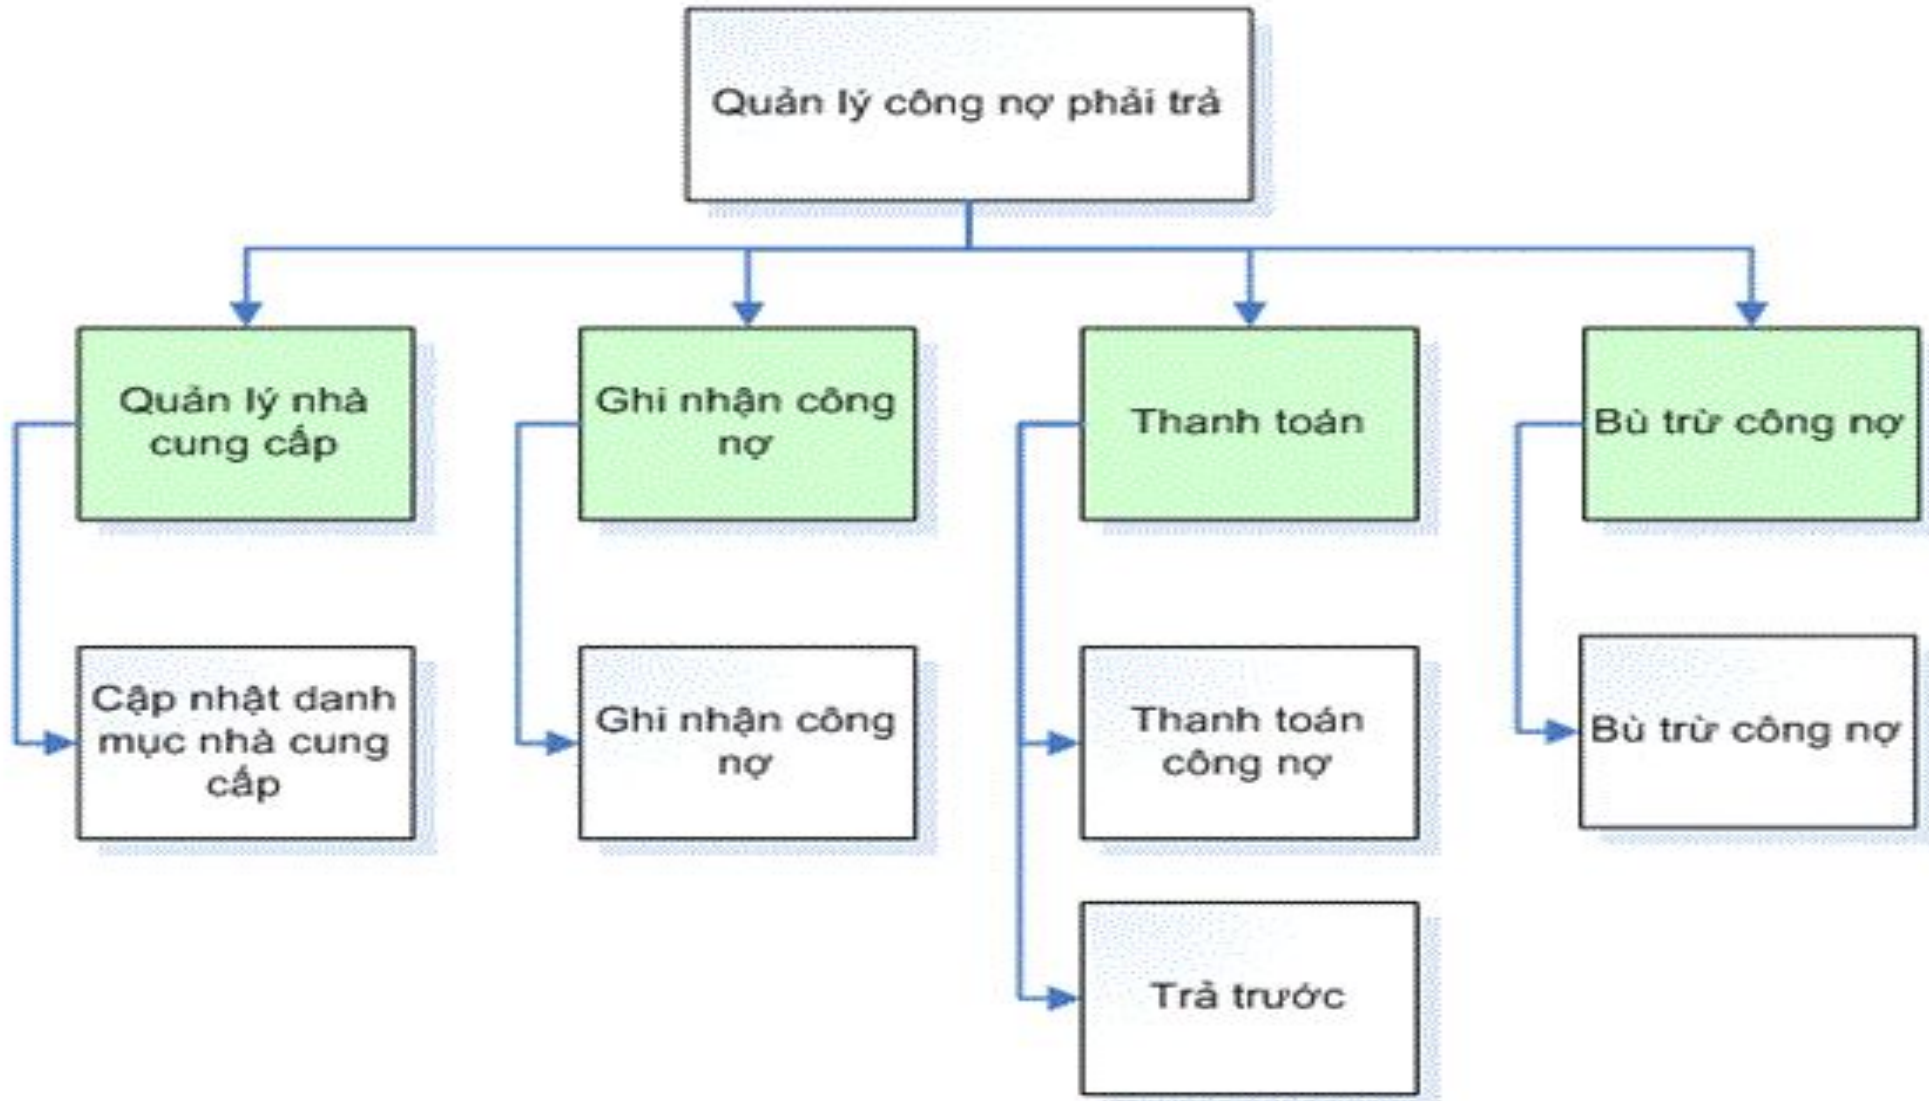 Quản lý công nợ phải trả
Quản lý nhà
cung cấp
Ghi nhận công
nợ
Thanh toán
Bù trừ công nợ
Cập nhật danh
mục nhà cung
cấp
Ghi nhận công
nợ
Thanh toán
công nợ
Bù trừ công nợ
Trả trước